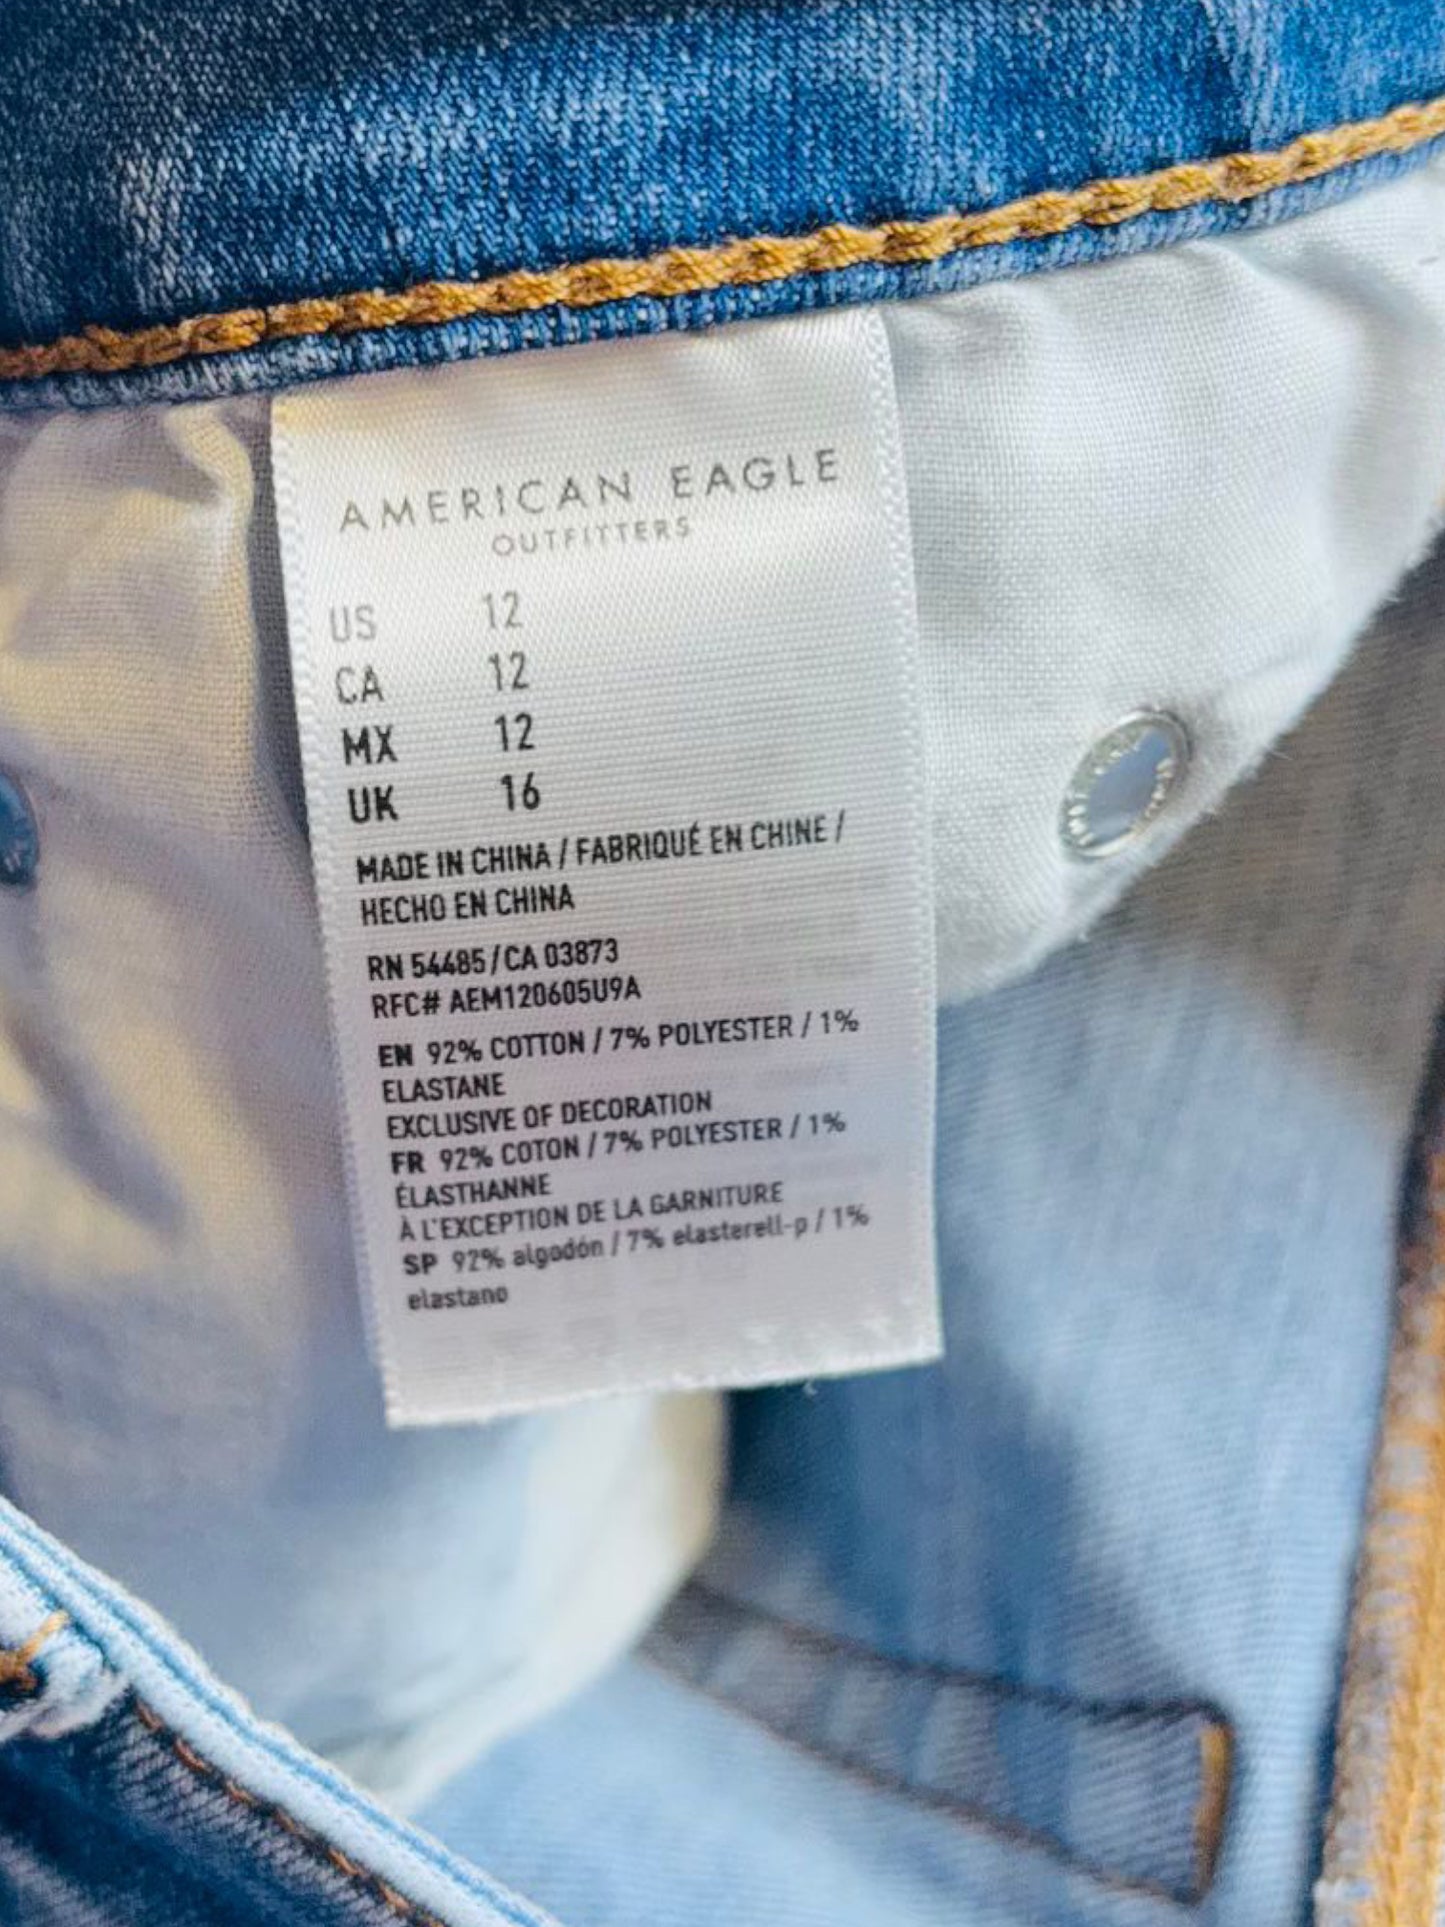 AMERICAN EAGLE
OUTFITTERS
US 12
CA 12
MX 12
UK 16
MADE IN CHINA / FABRIQUÉ EN CHINE /
HECHO EN CHINA
RN 54485 / CA 03873
RFC# AEM120605U9A
EN 92% COTTON / 7% POLYESTER / 1%
ELASTANE
EXCLUSIVE OF DECORATION
FR 92% COTON / 7% POLYESTER / 1%
ÉLASTHANNE
À L'EXCEPTION DE LA GARNITURE
SP 92% algodón / 7% elasterell-p / 1%
elastano